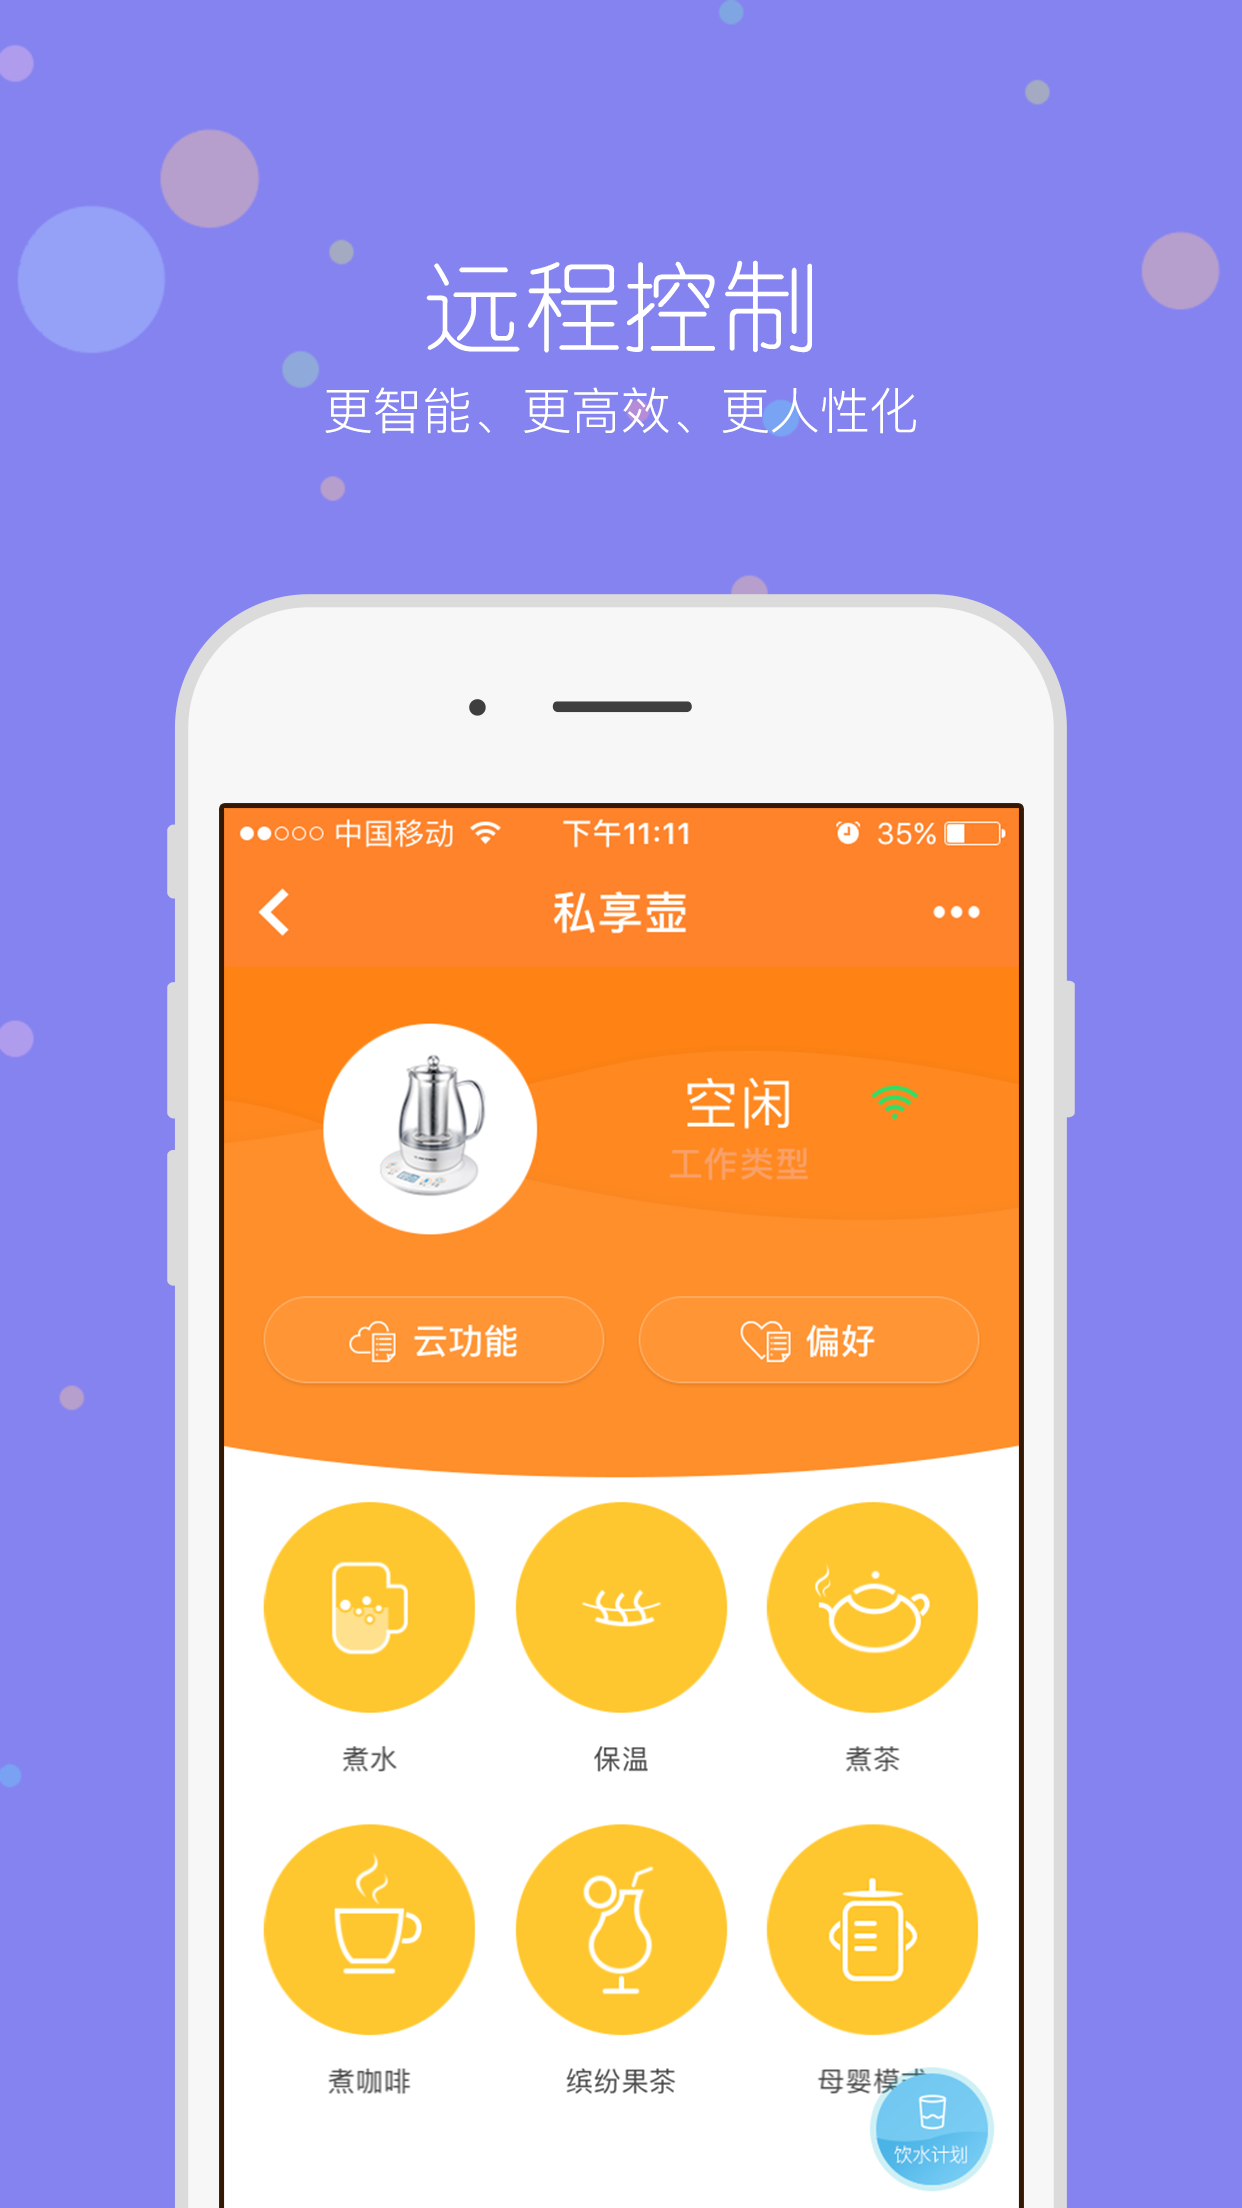 远程控制
更智能、更高效、更人性化
中国移动 下午11:11 35%
私享壶
空闲
工作类型
云功能 偏好
煮水 保温 煮茶
煮咖啡 缤纷果茶 母婴模式
饮水计划